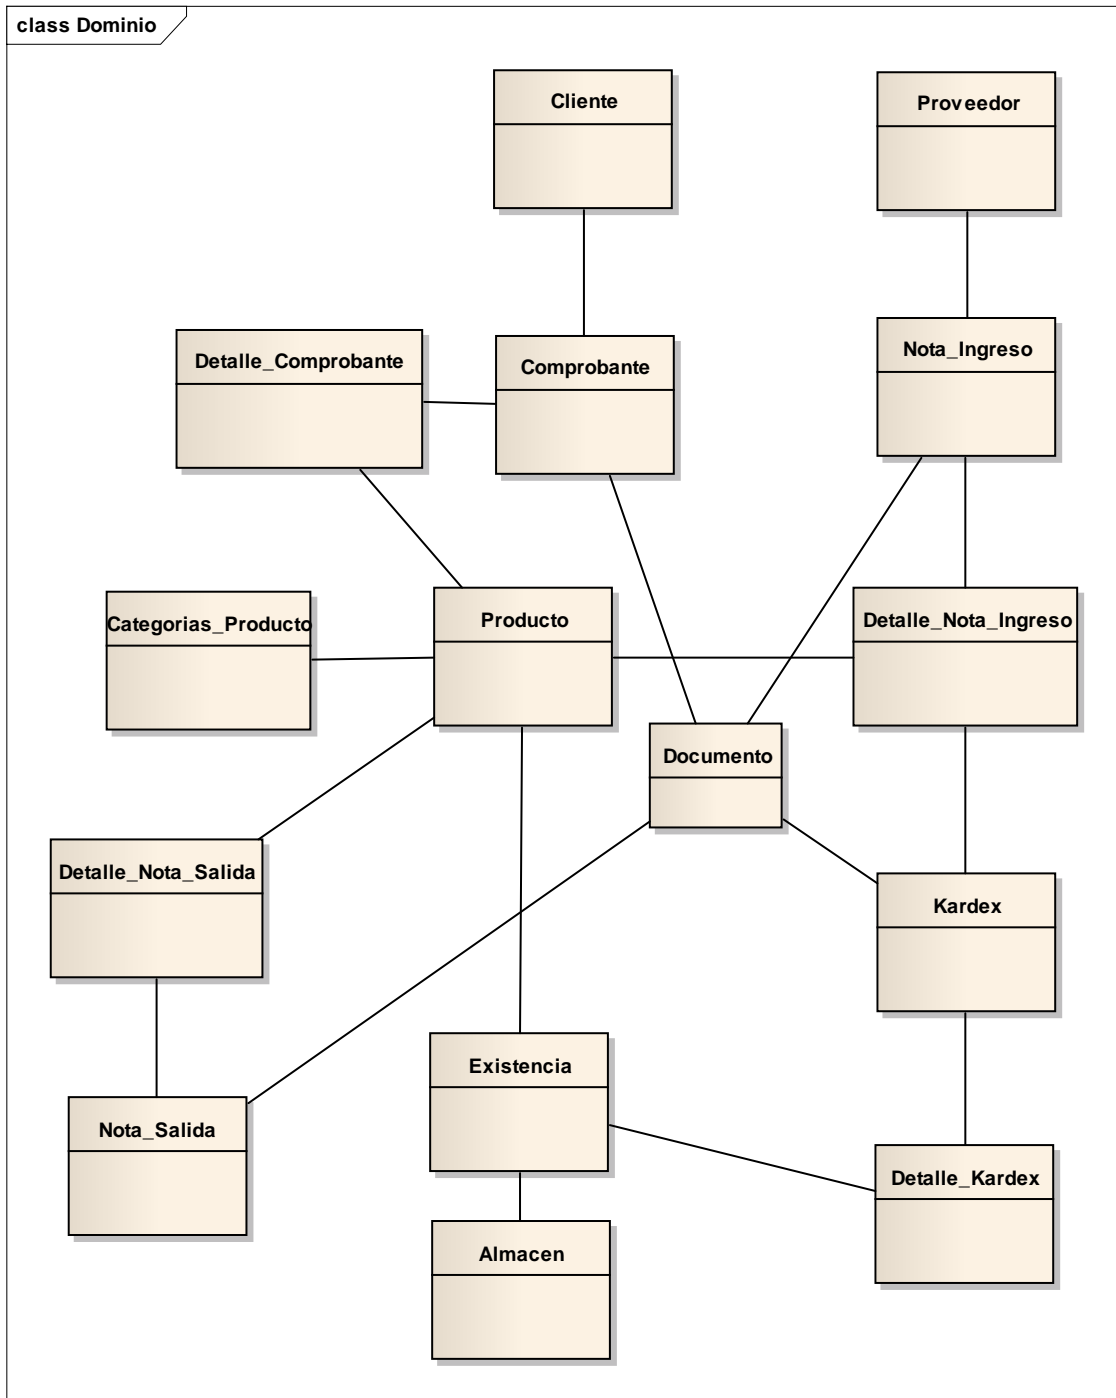 class Dominio
Cliente
Proveedor
Detalle_Comprobante
Comprobante
Nota_Ingreso
Categorias_Producto
Producto
Detalle_Nota_Ingreso
Documento
Detalle_Nota_Salida
Kardex
Existencia
Nota_Salida
Detalle_Kardex
Almacen